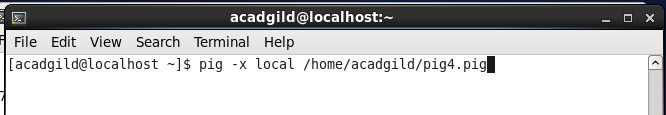 acadgild@localhost:~
File Edit View Search Terminal Help
[acadgild@localhost ~]$ pig -x local /home/acadgild/pig4.pig